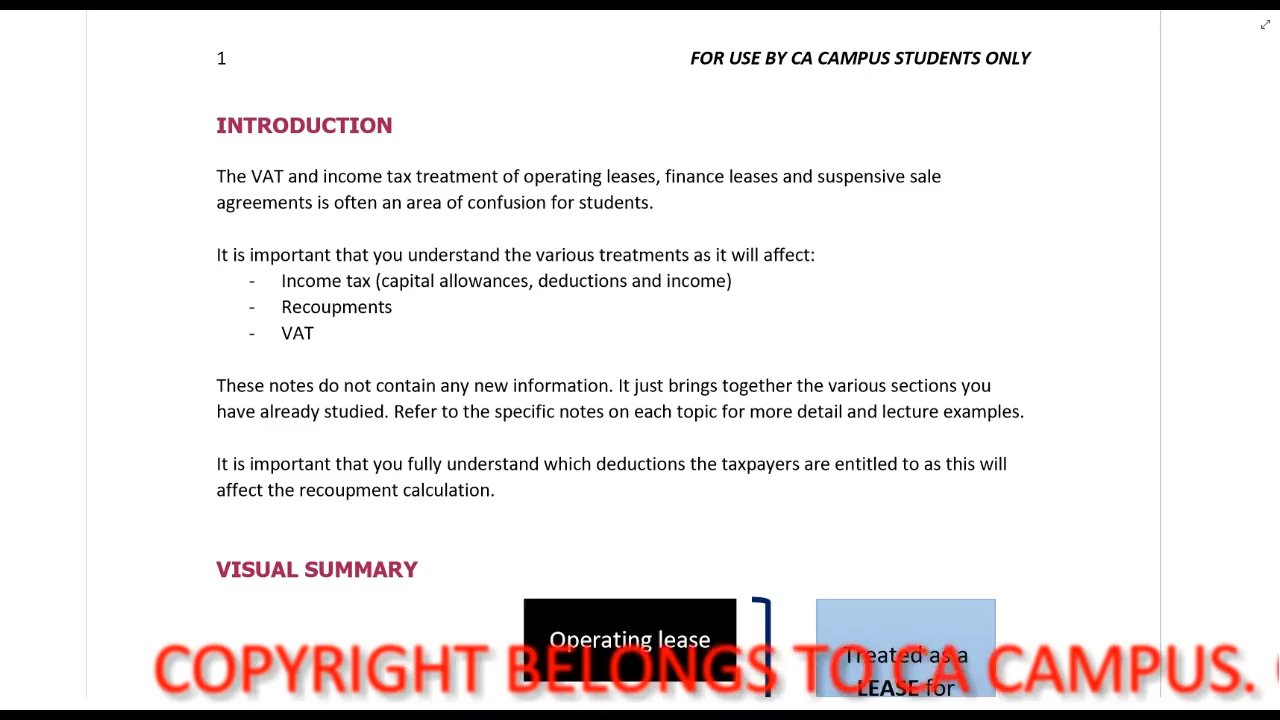 1
FOR USE BY CA CAMPUS STUDENTS ONLY
INTRODUCTION
The VAT and income tax treatment of operating leases, finance leases and suspensive sale
agreements is often an area of confusion for students.
It is important that you understand the various treatments as it will affect:
- Income tax (capital allowances, deductions and income)
- Recoupments
- VAT
These notes do not contain any new information. It just brings together the various sections you
have already studied. Refer to the specific notes on each topic for more detail and lecture examples.
It is important that you fully understand which deductions the taxpayers are entitled to as this will
affect the recoupment calculation.
VISUAL SUMMARY
Operating lease
Treated as a
LEASE for
COPYRIGHT BELONGS TO CA CAMPUS.